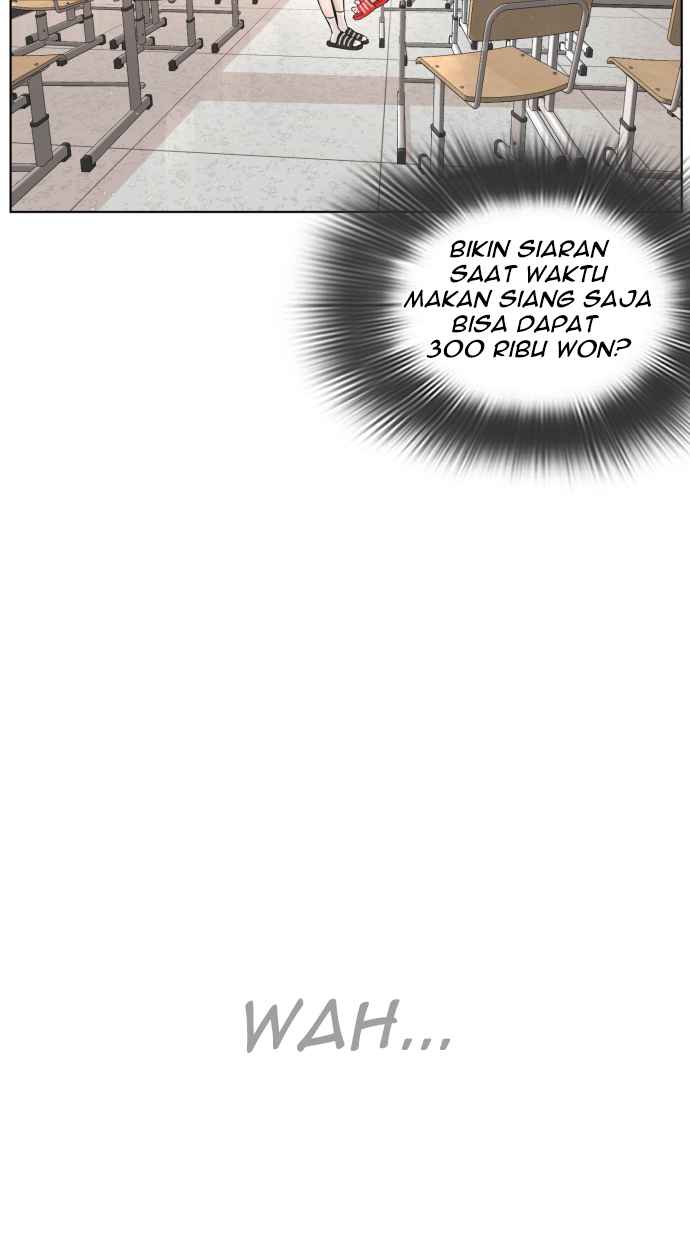 BIKIN SIARAN
SAAT WAKTU
MAKAN SIANG SAJA
BISA DAPAT
300 RIBU WON?
WAH...